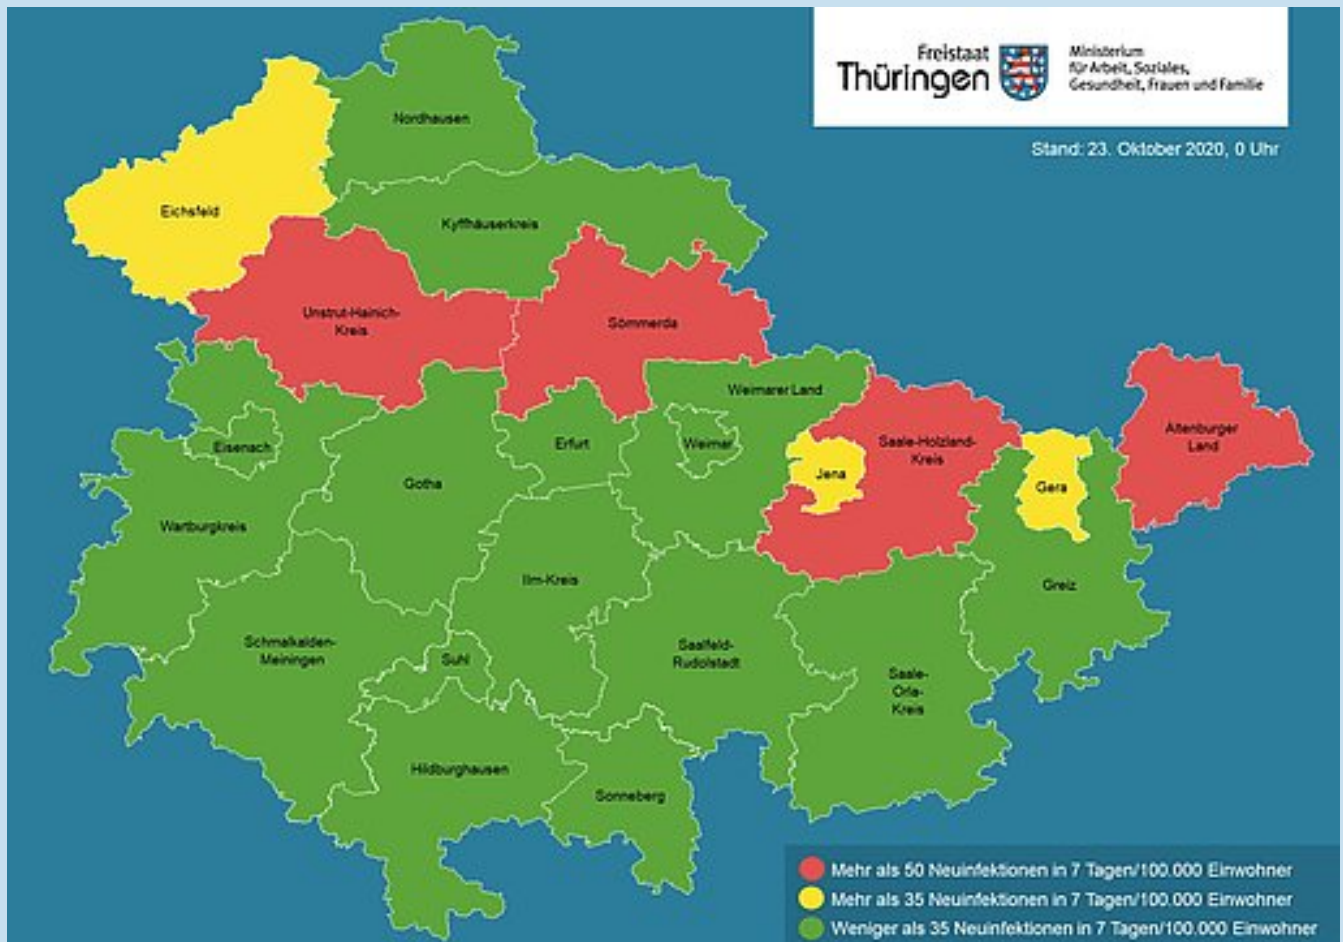 Freistaat
Thüringen
Ministerium
für Arbeit, Soziales,
Gesundheit, Frauen und Familie
Stand: 23. Oktober 2020, 0 Uhr
Nordhausen
Eichsfeld
Kyffhäuserkreis
Unstrut-Hainich-
Kreis
Sömmerda
Weimarer Land
Altenburger
Land
Eisenach
Erfurt
Weimar
Saale-Holzland-
Kreis
Jena
Gera
Gotha
Wartburgkreis
Ilm-Kreis
Greiz
Schmalkalden-
Meiningen
Suhl
Saalfeld-
Rudolstadt
Saale-
Orla-
Kreis
Hildburghausen
Sonneberg
Mehr als 50 Neuinfektionen in 7 Tagen/100.000 Einwohner
Mehr als 35 Neuinfektionen in 7 Tagen/100.000 Einwohner
Weniger als 35 Neuinfektionen in 7 Tagen/100.000 Einwohner